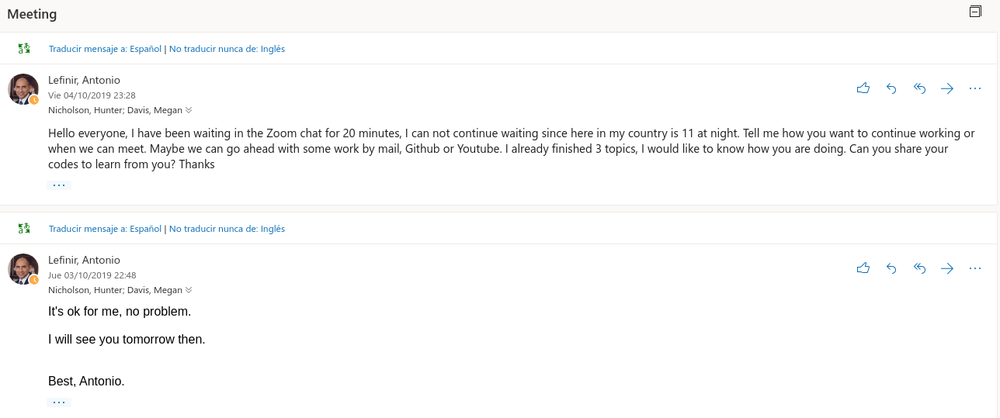 Meeting
Traducir mensaje a: Español | No traducir nunca de: Inglés
Lefinir, Antonio
Vie 04/10/2019 23:28
Nicholson, Hunter; Davis, Megan
Hello everyone, I have been waiting in the Zoom chat for 20 minutes, I can not continue waiting since here in my country is 11 at night. Tell me how you want to continue working or
when we can meet. Maybe we can go ahead with some work by mail, Github or Youtube. I already finished 3 topics, I would like to know how you are doing. Can you share your
codes to learn from you? Thanks
...
Traducir mensaje a: Español | No traducir nunca de: Inglés
Lefinir, Antonio
Jue 03/10/2019 22:48
Nicholson, Hunter; Davis, Megan
It's ok for me, no problem.
I will see you tomorrow then.
Best, Antonio.
...